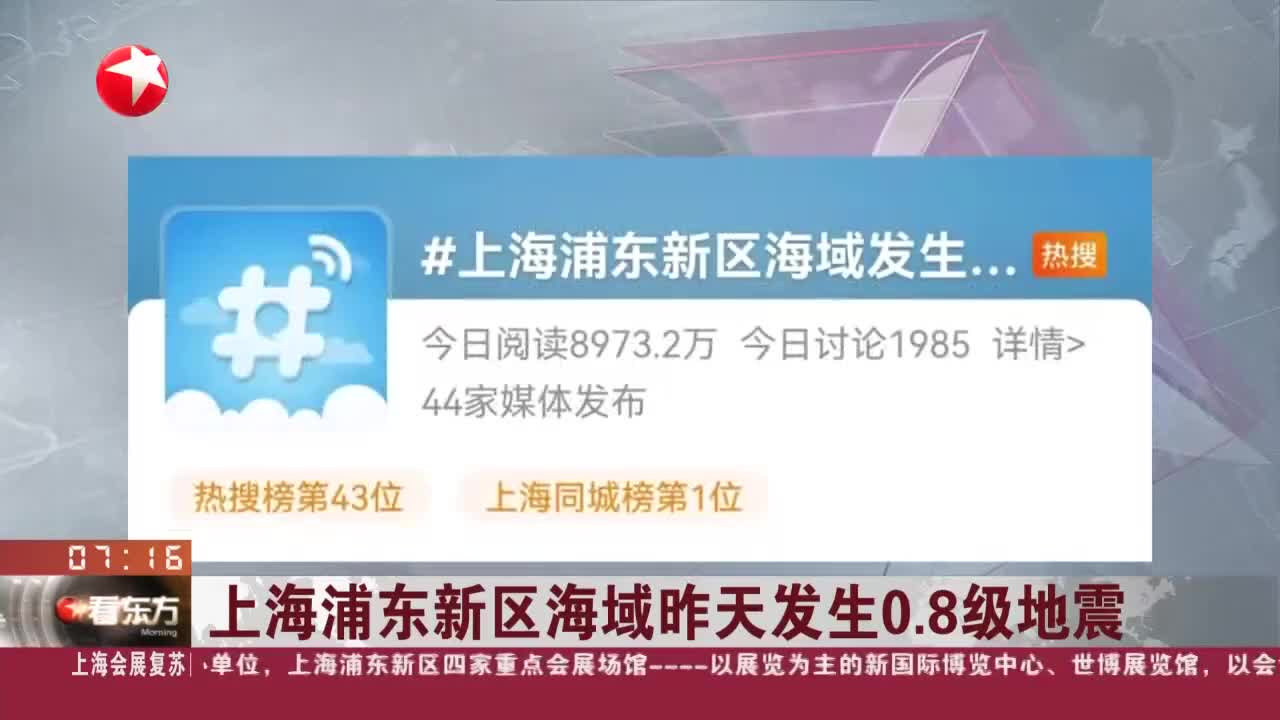 #上海浦东新区海域发生... 热搜
今日阅读8973.2万 今日讨论1985 详情>
44家媒体发布
热搜榜第43位 上海同城榜第1位
07:16
看东方
Morning
上海浦东新区海域昨天发生0.8级地震
上海会展复苏 单位，上海浦东新区四家重点会展场馆----以展览为主的新国际博览中心、世博展览馆，以会